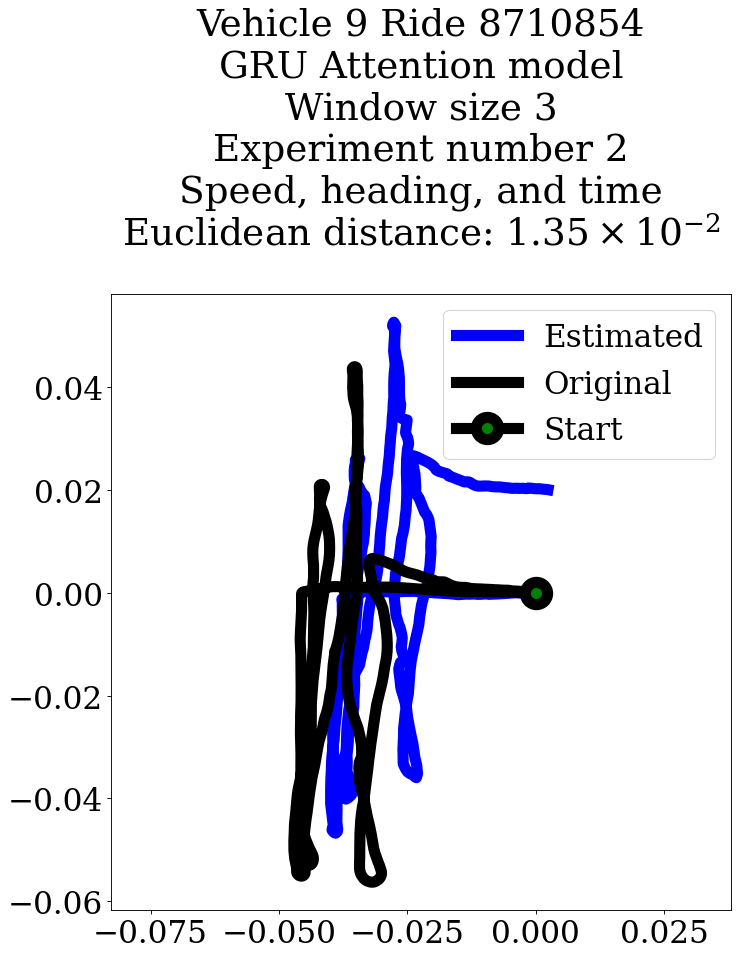 Vehicle 9 Ride 8710854
GRU Attention model
Window size 3
Experiment number 2
Speed, heading, and time
Euclidean distance: 1.35 × 10⁻²
Estimated
Original
Start
0.04
0.02
0.00
−0.02
−0.04
−0.06
−0.075 −0.050 −0.025 0.000 0.025